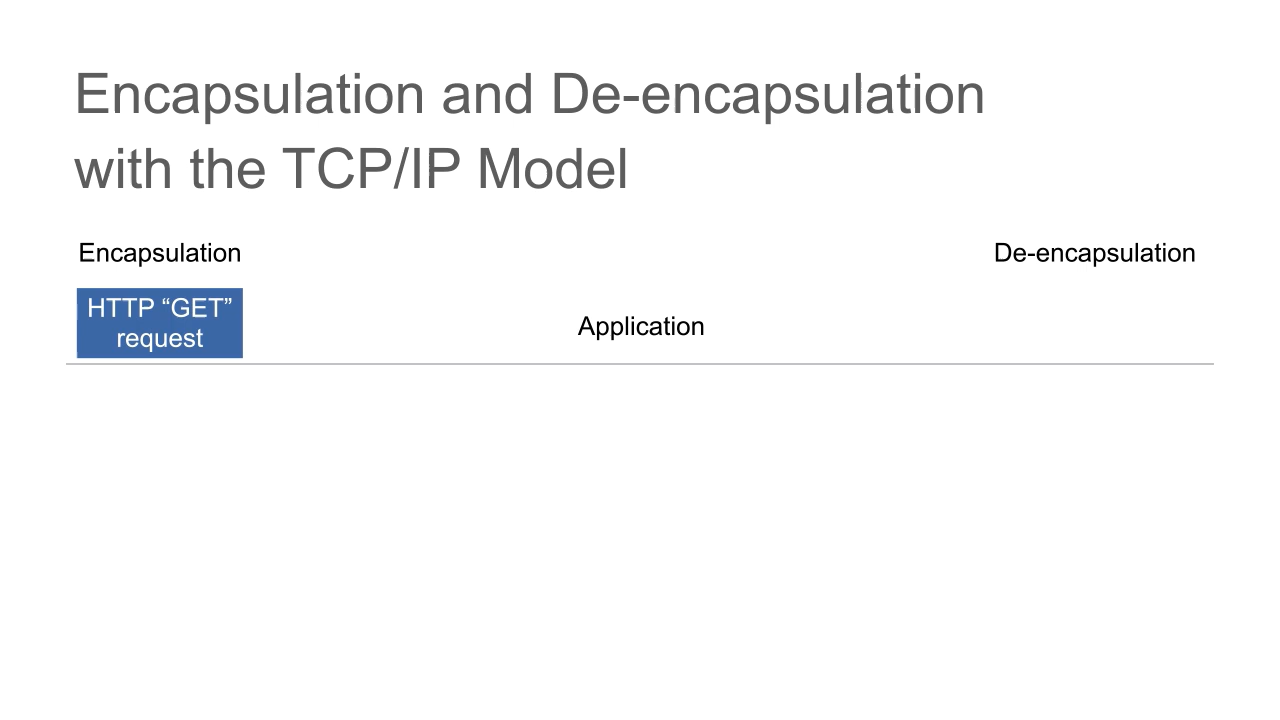 Encapsulation and De-encapsulation
with the TCP/IP Model
Encapsulation
De-encapsulation
HTTP “GET”
request
Application